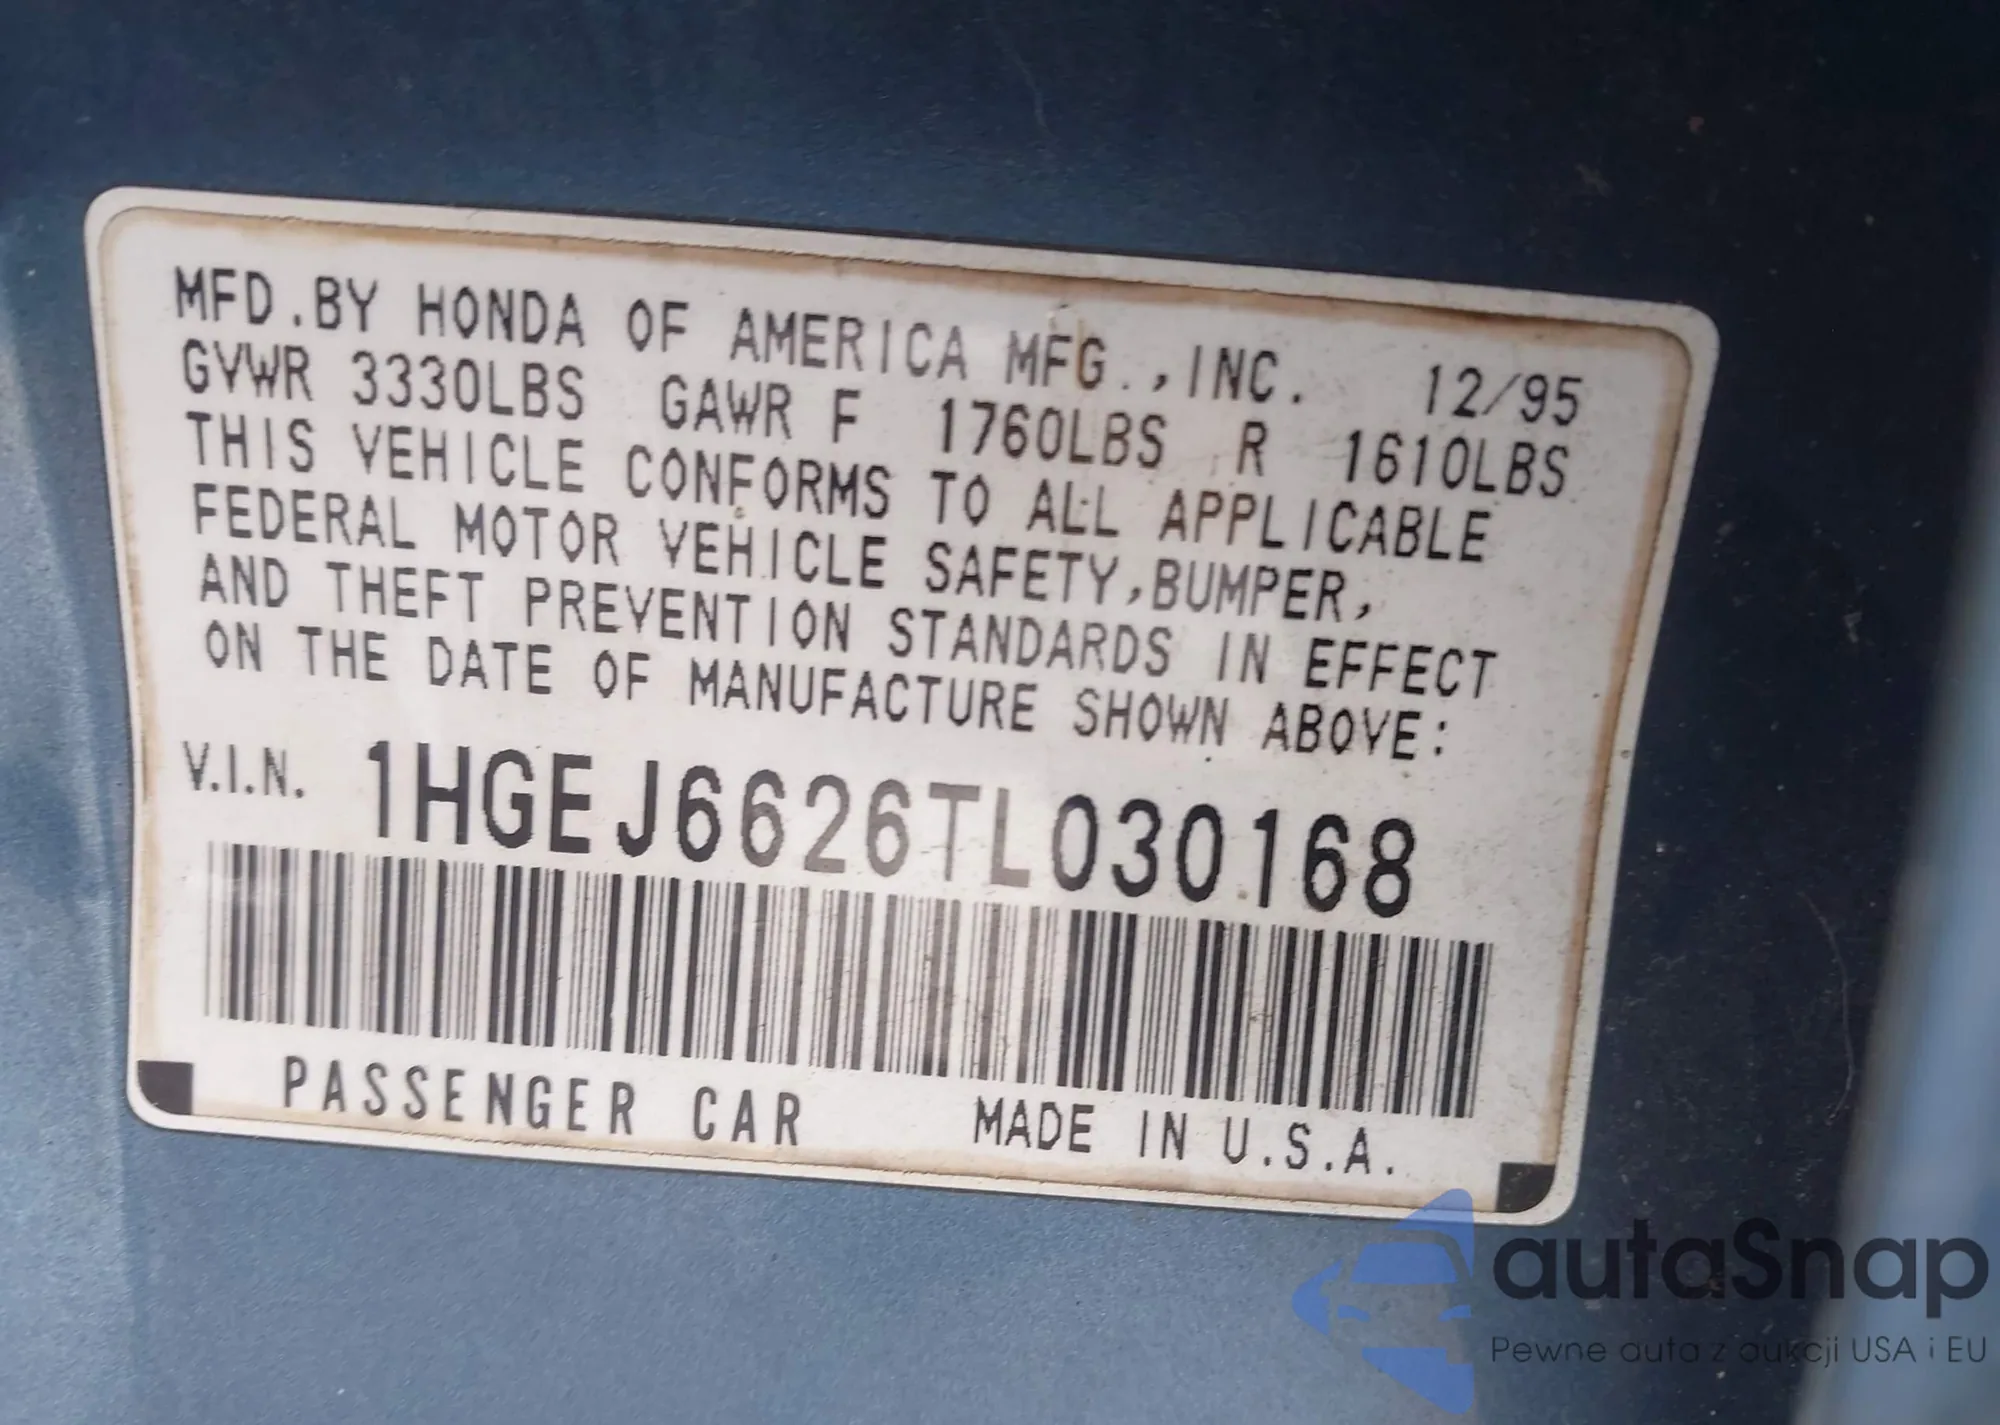 MFD.BY HONDA OF AMERICA MFG.,INC. 12/95
GVWR 3330LBS GAWR F 1760LBS R 1610LBS
THIS VEHICLE CONFORMS TO ALL APPLICABLE
FEDERAL MOTOR VEHICLE SAFETY,BUMPER,
AND THEFT PREVENTION STANDARDS IN EFFECT
ON THE DATE OF MANUFACTURE SHOWN ABOVE:
V.I.N. 1HGEJ6626TL030168
PASSENGER CAR MADE IN U.S.A.
autaSnap
Pewne auta z aukcji USA i EU